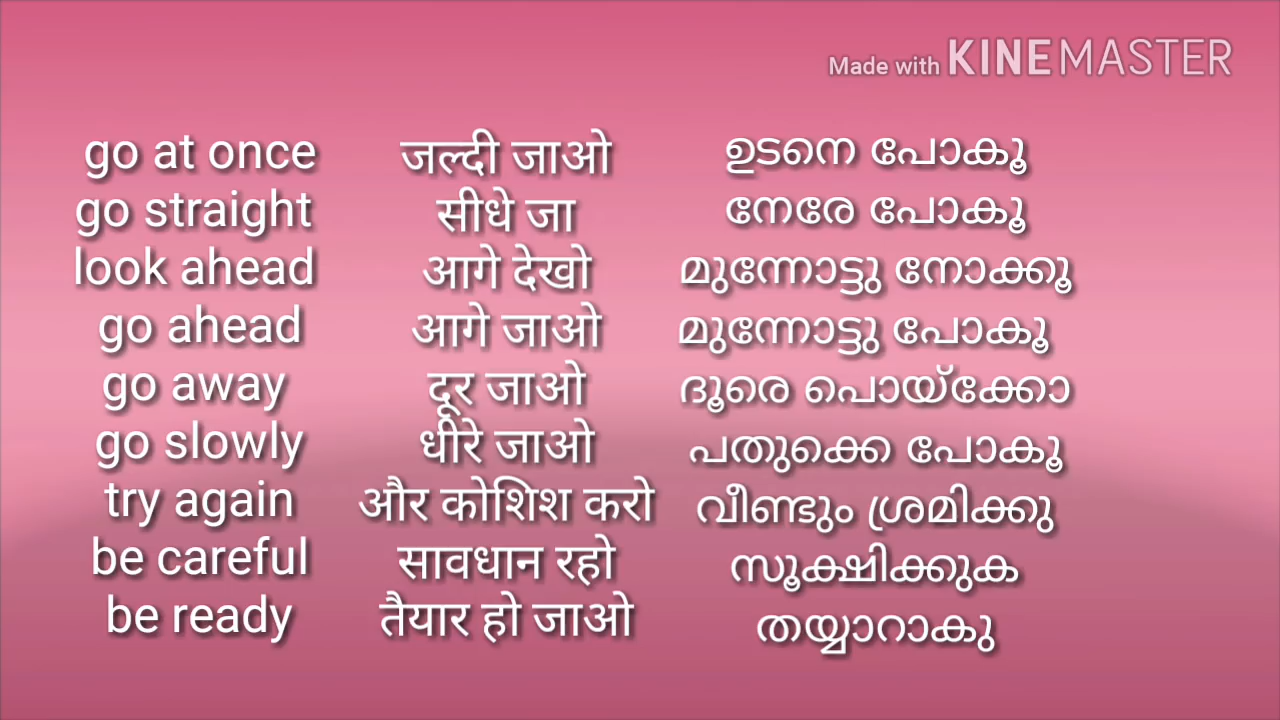 Made with KINEMASTER
go at once जल्दी जाओ ഉടനെ പോകൂ
go straight सीधे जा നേരേ പോകൂ
look ahead आगे देखो മുന്നോട്ടു നോക്കൂ
go ahead आगे जाओ മുന്നോട്ടു പോകൂ
go away दूर जाओ ദൂരെ പൊയ്ക്കോ
go slowly धीरे जाओ പതുക്കെ പോകൂ
try again और कोशिश करो വീണ്ടും ശ്രമിക്കു
be careful सावधान रहो സൂക്ഷിക്കുക
be ready तैयार हो जाओ തയ്യാറാകു